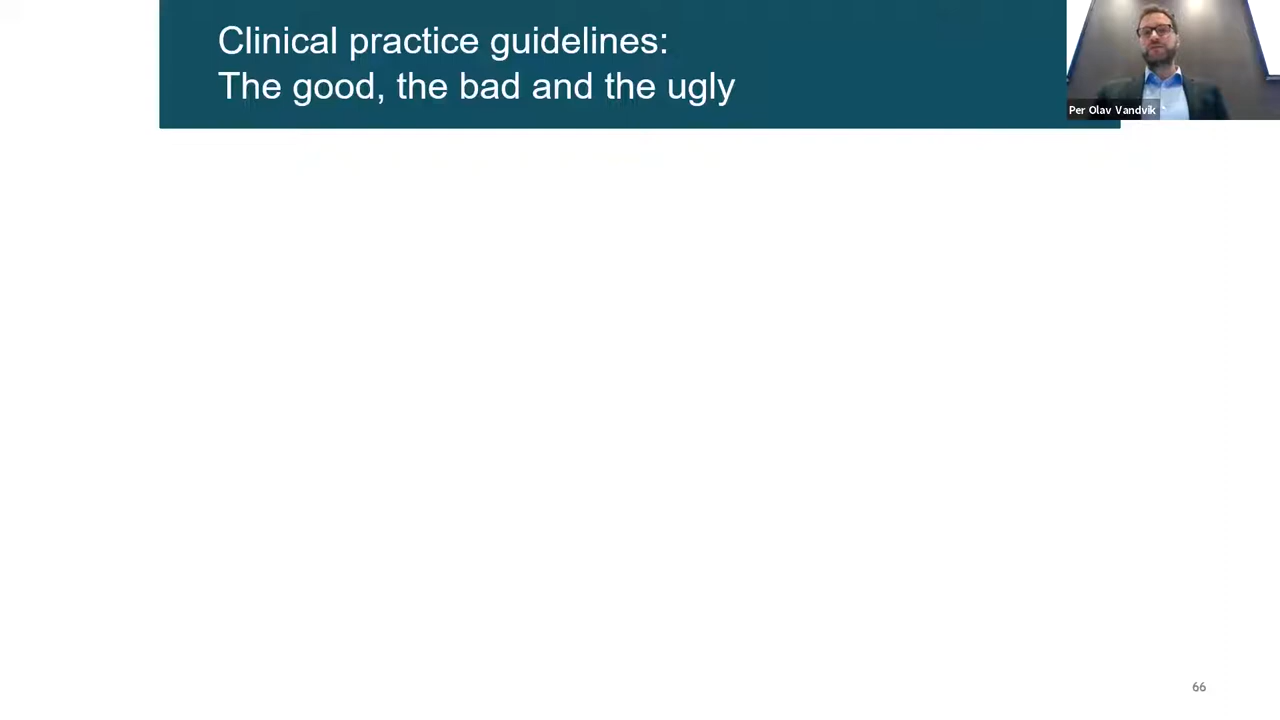 Clinical practice guidelines:
The good, the bad and the ugly
Per Olav Vandvik
66